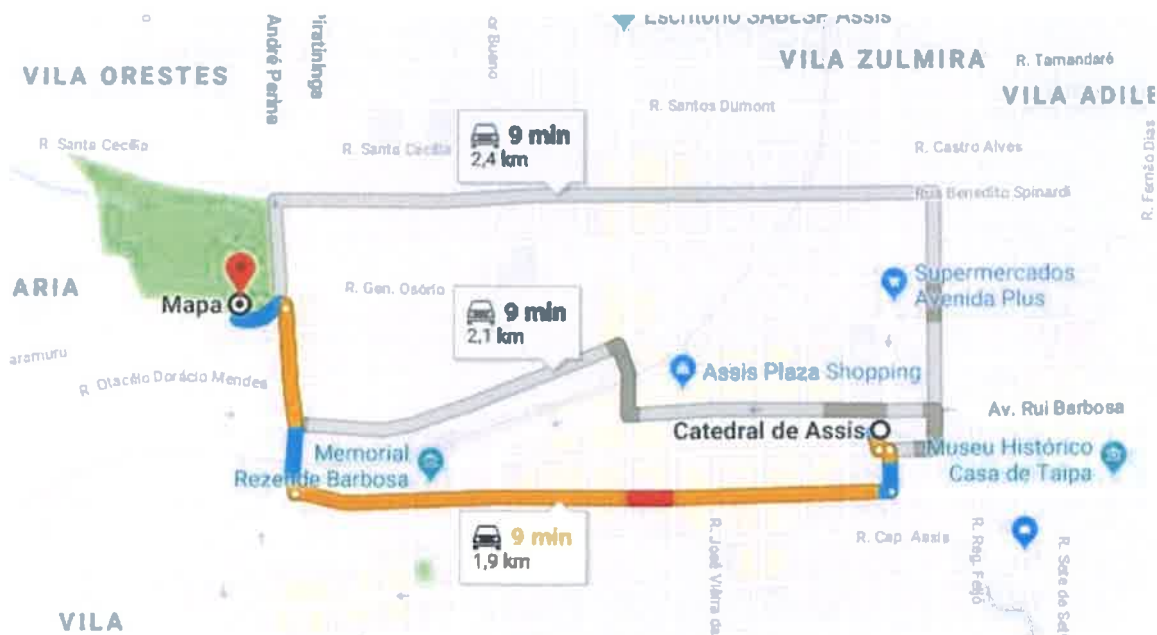 Escritório SABESP Assis
André Perina
Piratininga
VILA ORESTES
VILA ZULMIRA
R. Tamandaré
VILA ADILE
R. Santos Dumont
R. Santa Cecília
R. Santa Cecília
9 min
2,4 km
R. Castro Alves
R. Fernão Dias
Rua Benedito Spinardi
ARIA
Mapa
R. Gen. Osório
Supermercados
Avenida Plus
9 min
2,1 km
aramuru
R. Otacílio Dorácio Mendes
Assis Plaza Shopping
Av. Rui Barbosa
Catedral de Assis
Memorial
Rezende Barbosa
Museu Histórico
Casa de Taipa
9 min
1,9 km
R. José Viéira da
R. Cap Assis
R. Reg. Feijó
R. Sete de Set
VILA